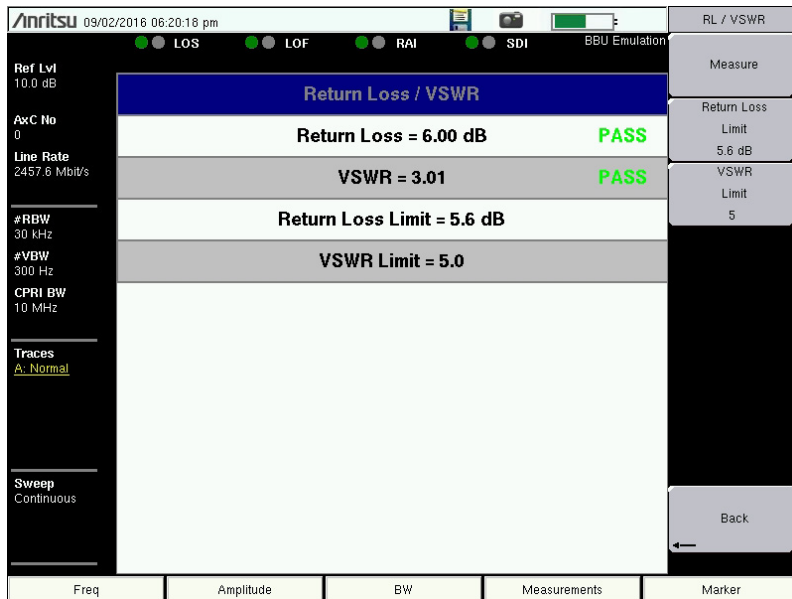 /inritsu 09/02/2016 06:20:18 pm
RL / VSWR
LOS LOF RAI SDI BBU Emulation
Ref Lvl
10.0 dB
AxC No
0
Line Rate
2457.6 Mbit/s
#RBW
30 kHz
#VBW
300 Hz
CPRI BW
10 MHz
Traces
A: Normal
Sweep
Continuous
Return Loss / VSWR
Return Loss = 6.00 dB PASS
VSWR = 3.01 PASS
Return Loss Limit = 5.6 dB
VSWR Limit = 5.0
Measure
Return Loss
Limit
5.6 dB
VSWR
Limit
5
Back
Freq Amplitude BW Measurements Marker